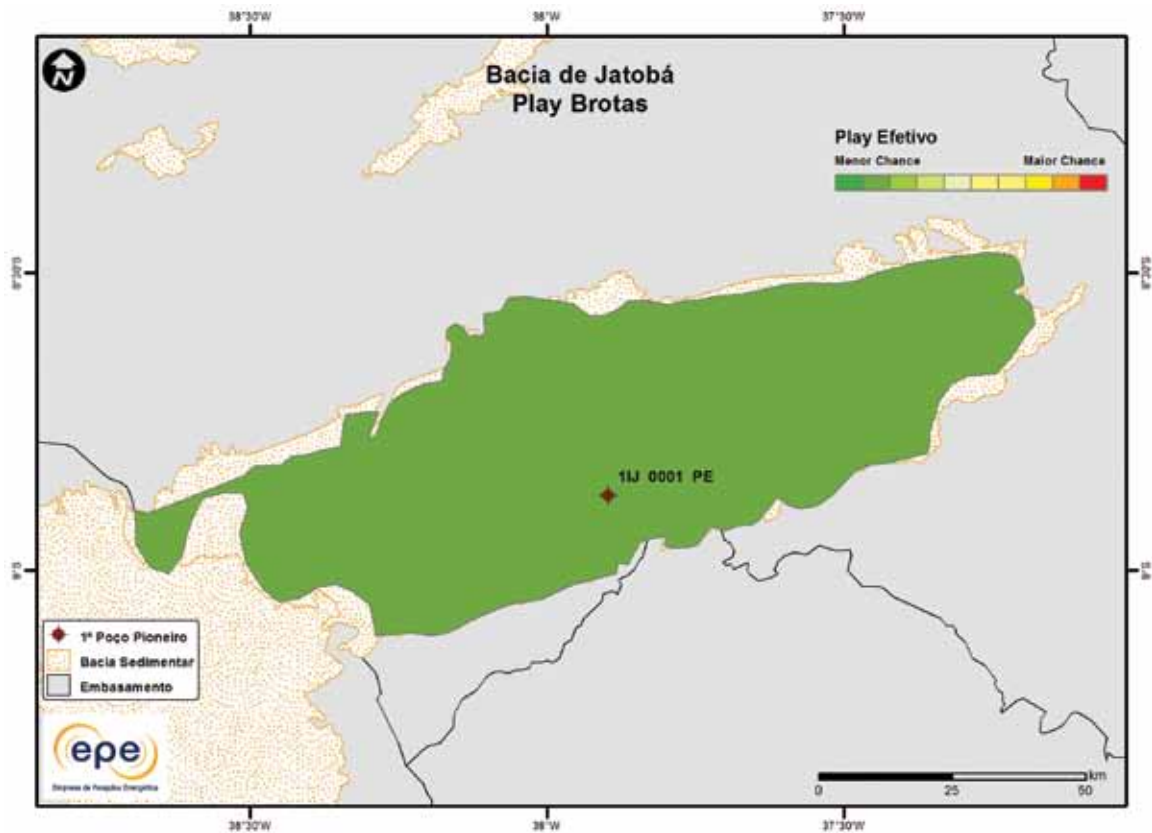 38°30'W
38°W
37°30'W
N
Bacia de Jatobá
Play Brotas
Play Efetivo
Menor Chance
Maior Chance
8°30'S
8°30'S
1IJ 0001 PE
9°S
9°S
1º Poço Pioneiro
Bacia Sedimentar
Embasamento
epe
Empresa de Pesquisa Energética
km
0
25
50
38°30'W
38°W
37°30'W